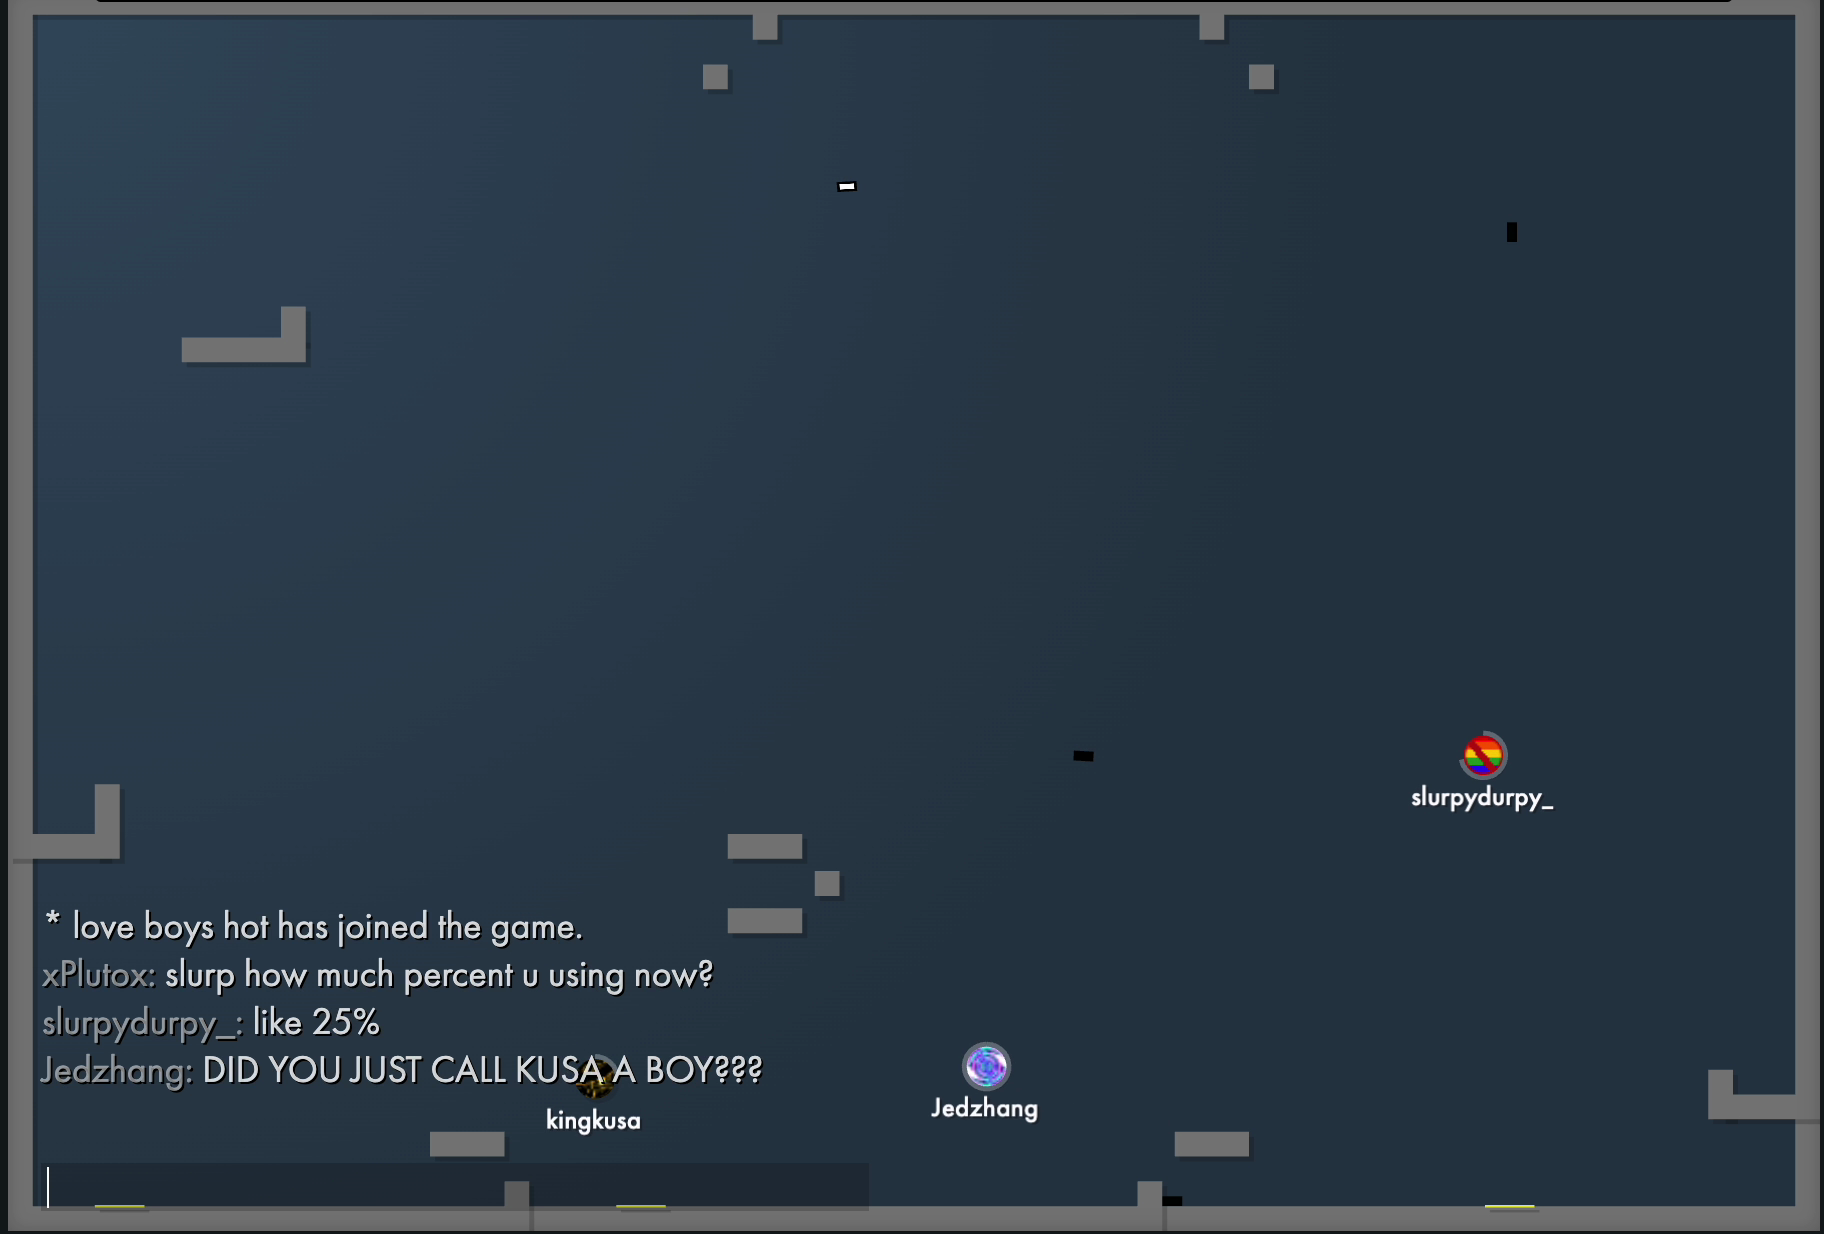 slurpydurpy_
* love boys hot has joined the game.
xPlutox: slurp how much percent u using now?
slurpydurpy_: like 25%
Jedzhang: DID YOU JUST CALL KUSA A BOY???
Jedzhang
kingkusa